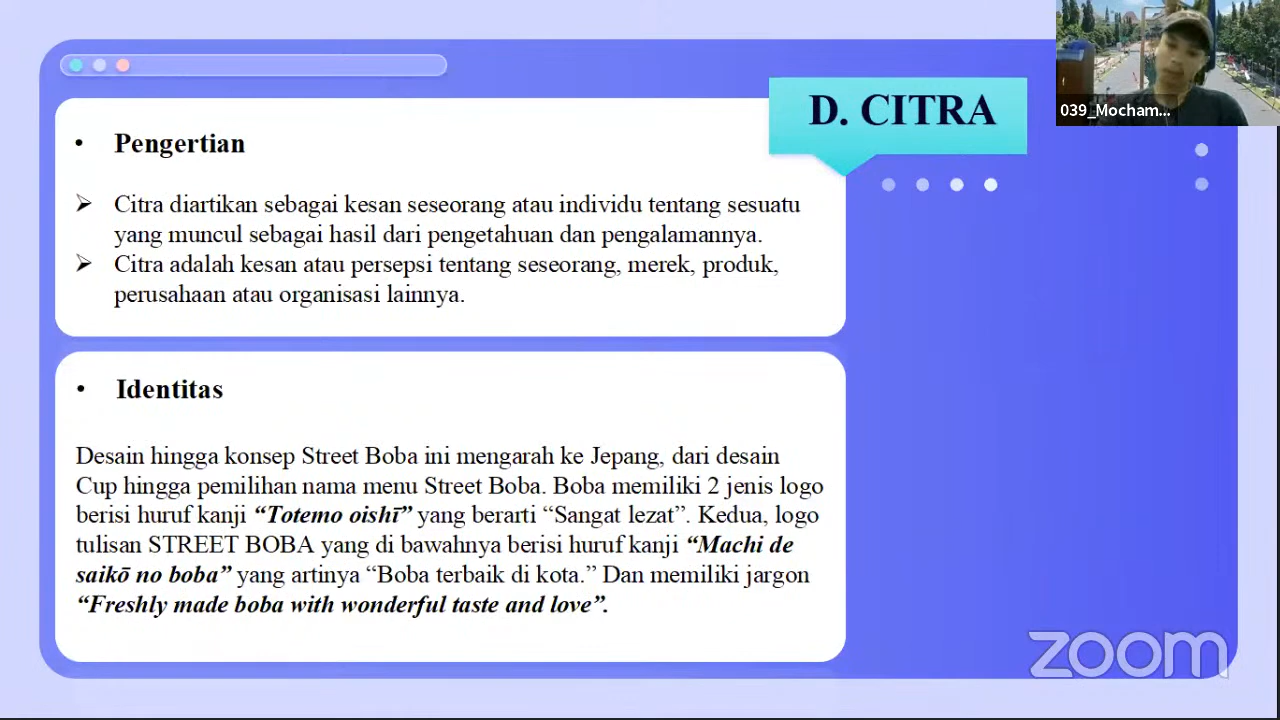 D. CITRA
039_Mocham...
• Pengertian
➢ Citra diartikan sebagai kesan seseorang atau individu tentang sesuatu
yang muncul sebagai hasil dari pengetahuan dan pengalamannya.
➢ Citra adalah kesan atau persepsi tentang seseorang, merek, produk,
perusahaan atau organisasi lainnya.
• Identitas
Desain hingga konsep Street Boba ini mengarah ke Jepang, dari desain
Cup hingga pemilihan nama menu Street Boba. Boba memiliki 2 jenis logo
berisi huruf kanji “Totemo oishī” yang berarti “Sangat lezat”. Kedua, logo
tulisan STREET BOBA yang di bawahnya berisi huruf kanji “Machi de
saikō no boba” yang artinya “Boba terbaik di kota.” Dan memiliki jargon
“Freshly made boba with wonderful taste and love”.
zoom